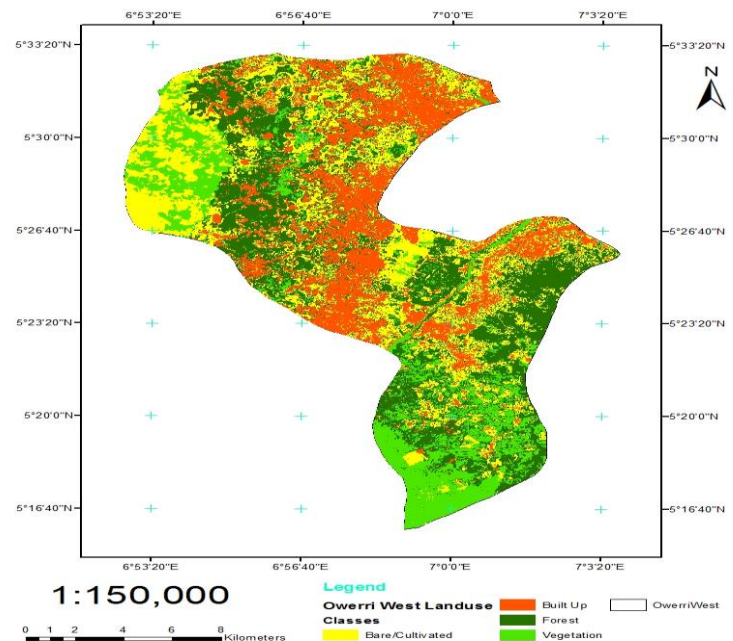 6°53'20"E 6°56'40"E 7°0'0"E 7°3'20"E
5°33'20"N 5°33'20"N
N
5°30'0"N 5°30'0"N
5°26'40"N 5°26'40"N
5°23'20"N 5°23'20"N
5°20'0"N 5°20'0"N
5°16'40"N 5°16'40"N
6°53'20"E 6°56'40"E 7°0'0"E 7°3'20"E
1:150,000
0 1 2 4 6 8 Kilometers
Legend
Owerri West Landuse
Classes
Bare/Cultivated
Built Up
Forest
Vegetation
OwerriWest